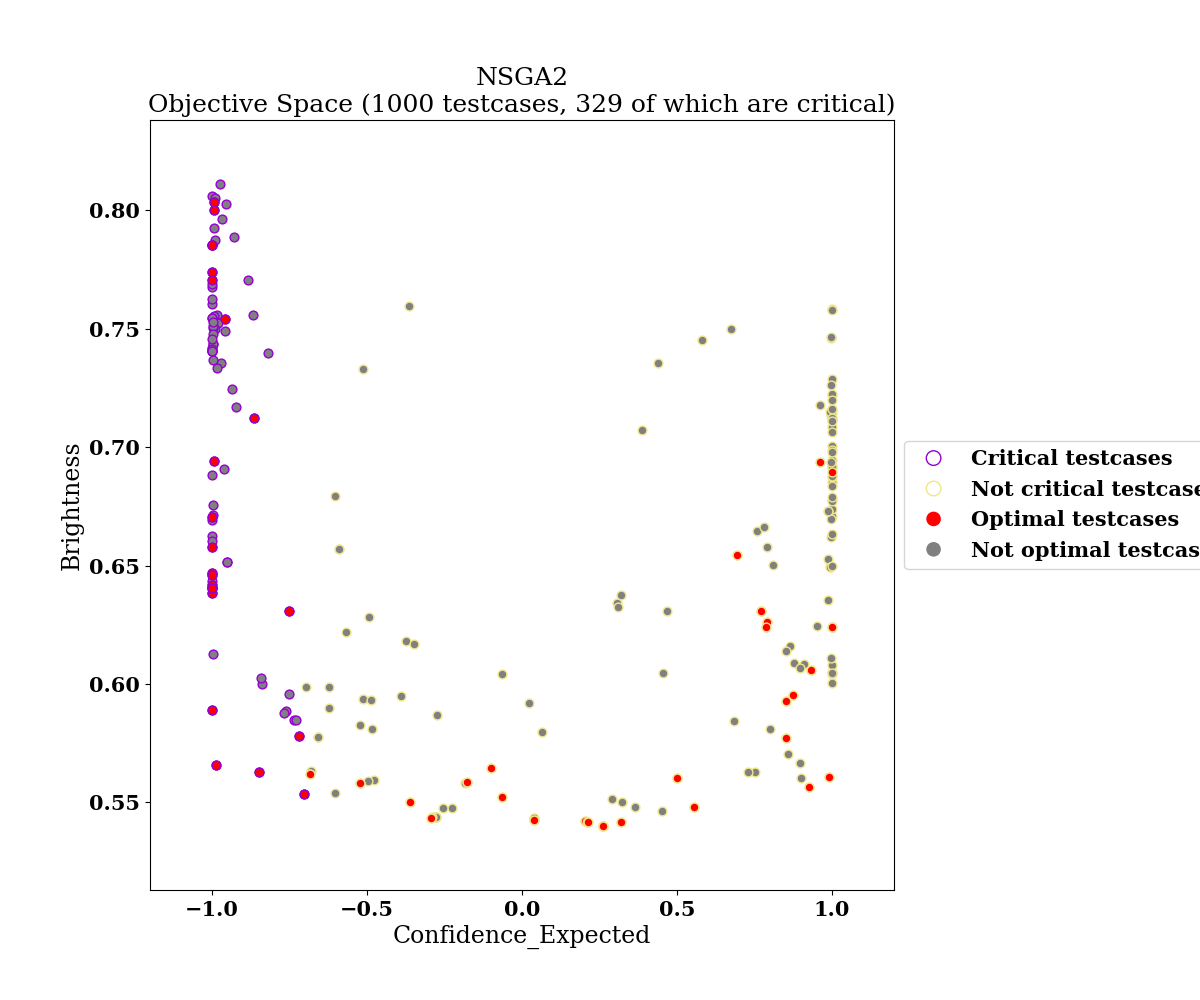 NSGA2
Objective Space (1000 testcases, 329 of which are critical)
0.80
0.75
0.70
0.65
0.60
0.55
Brightness
−1.0 −0.5 0.0 0.5 1.0
Confidence_Expected
Critical testcases
Not critical testcase
Optimal testcases
Not optimal testcas